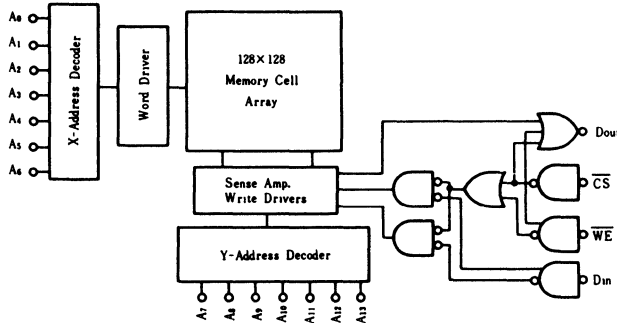 A0
A1
A2
A3
A4
A5
A6
X-Address Decoder
Word Driver
128×128
Memory Cell
Array
Sense Amp.
Write Drivers
Y-Address Decoder
A7
A8
A9
A10
A11
A12
A13
Dou
CS
WE
Din